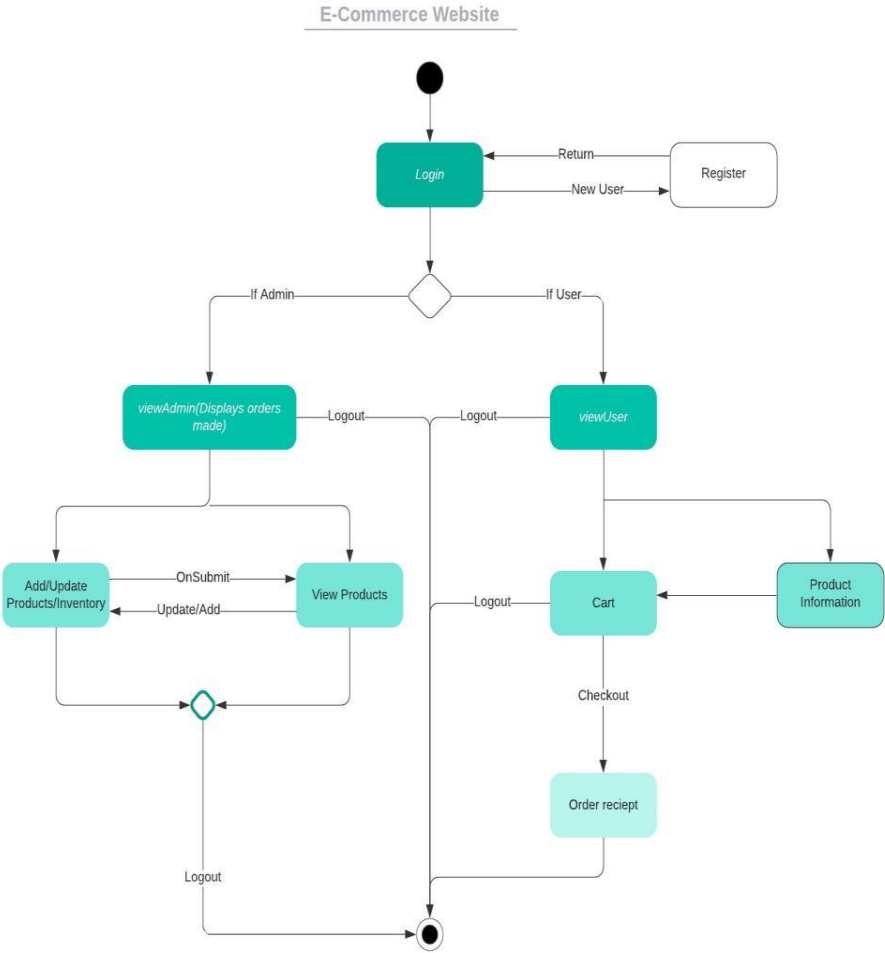 E-Commerce Website
Login
Return
New User
Register
If Admin
If User
viewAdmin(Displays orders
made)
Logout
Logout
viewUser
Add/Update
Products/Inventory
OnSubmit
Update/Add
View Products
Logout
Cart
Product
Information
Checkout
Order reciept
Logout